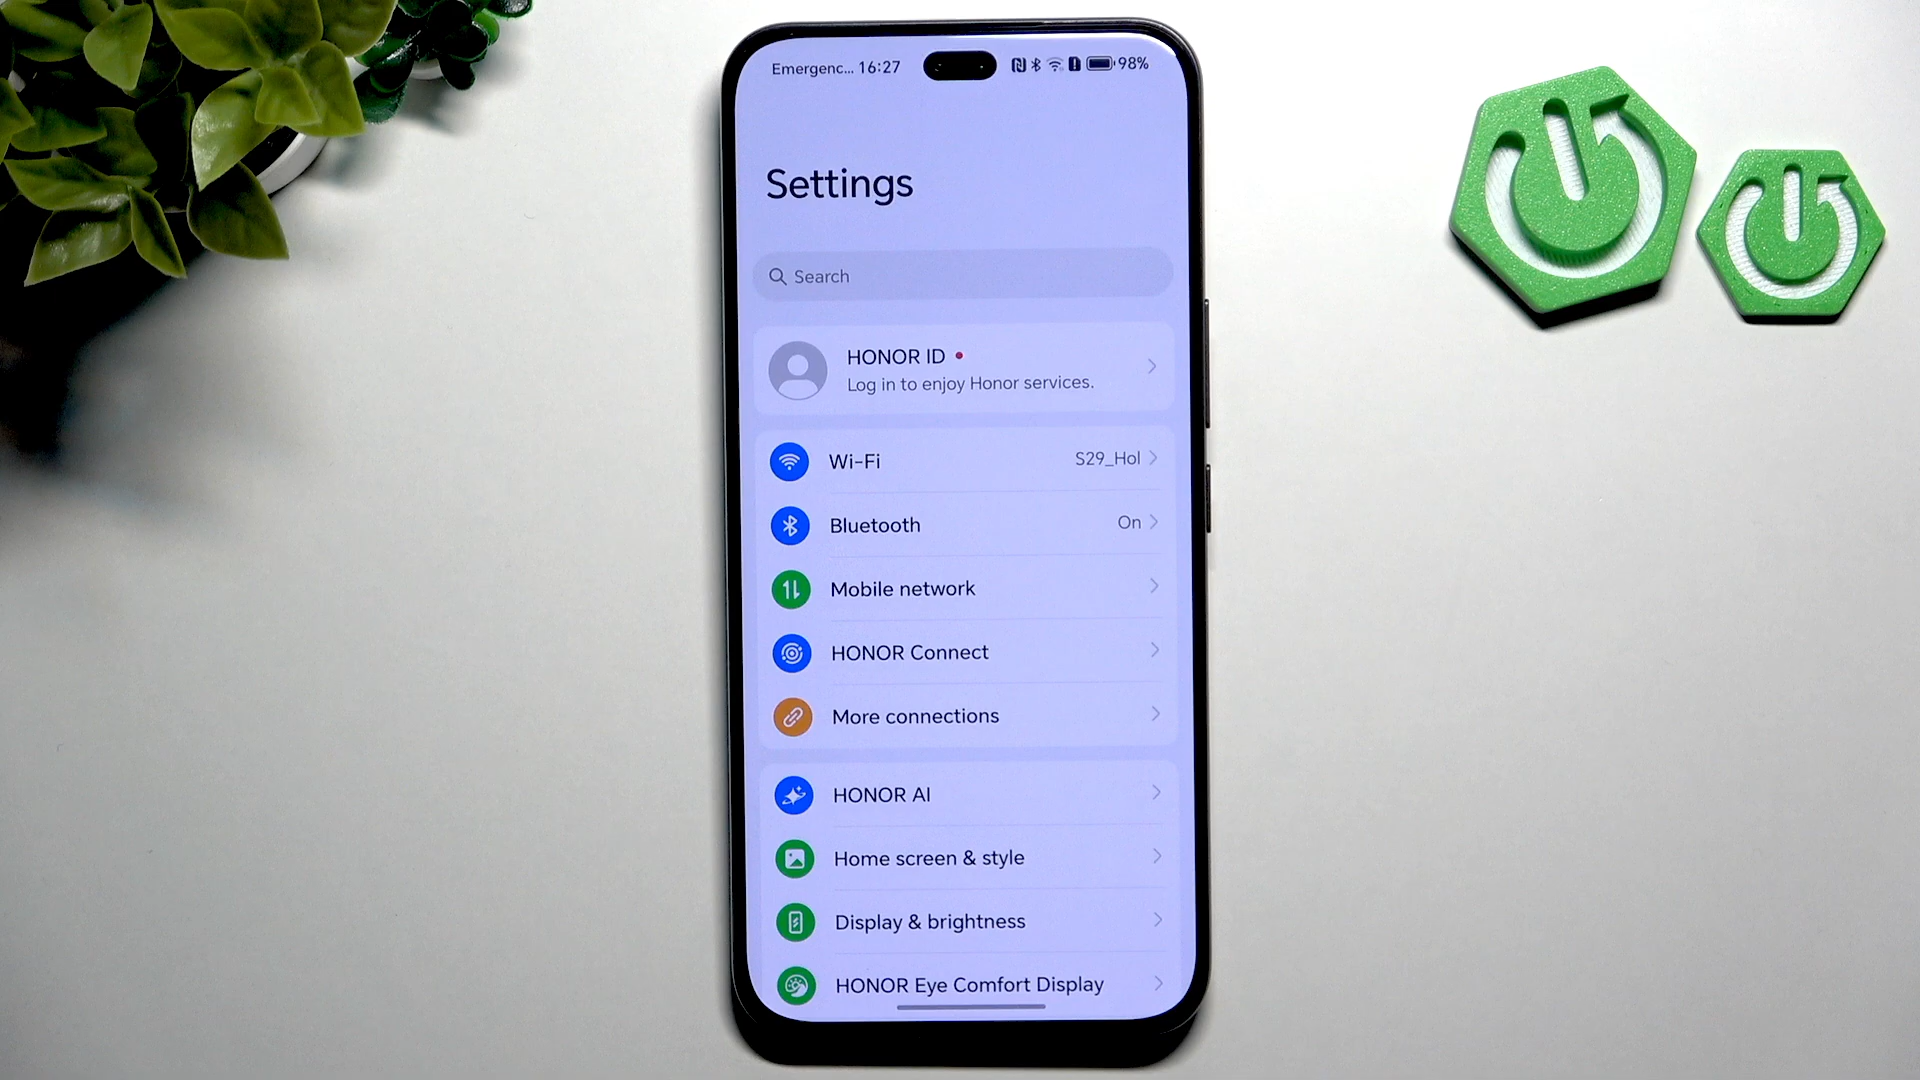 Emergenc... 16:27 98%
Settings
Search
HONOR ID
Log in to enjoy Honor services.
Wi-Fi S29_Hol
Bluetooth On
Mobile network
HONOR Connect
More connections
HONOR AI
Home screen & style
Display & brightness
HONOR Eye Comfort Display